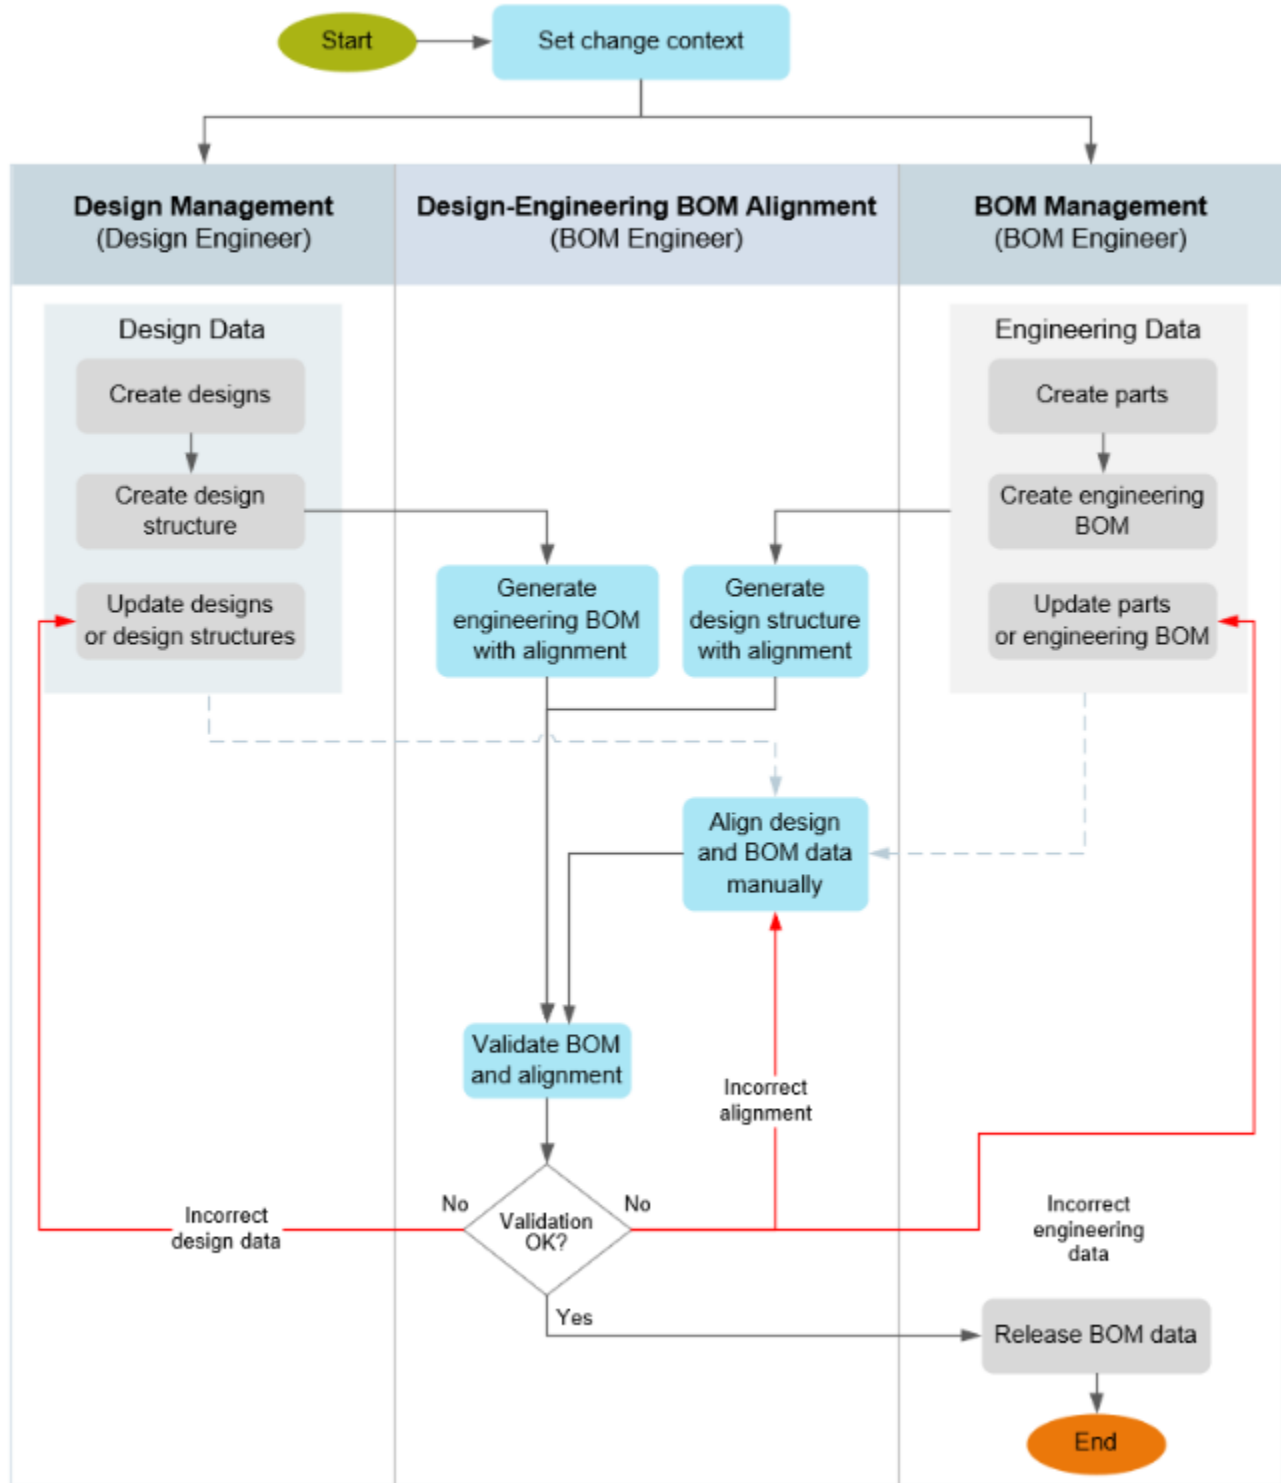 Start
Set change context
Design Management
(Design Engineer)
Design-Engineering BOM Alignment
(BOM Engineer)
BOM Management
(BOM Engineer)
Design Data
Create designs
Create design
structure
Update designs
or design structures
Engineering Data
Create parts
Create engineering
BOM
Update parts
or engineering BOM
Generate
engineering BOM
with alignment
Generate
design structure
with alignment
Align design
and BOM data
manually
Validate BOM
and alignment
Incorrect
alignment
No
Validation
OK?
No
Incorrect
design data
Incorrect
engineering
data
Yes
Release BOM data
End